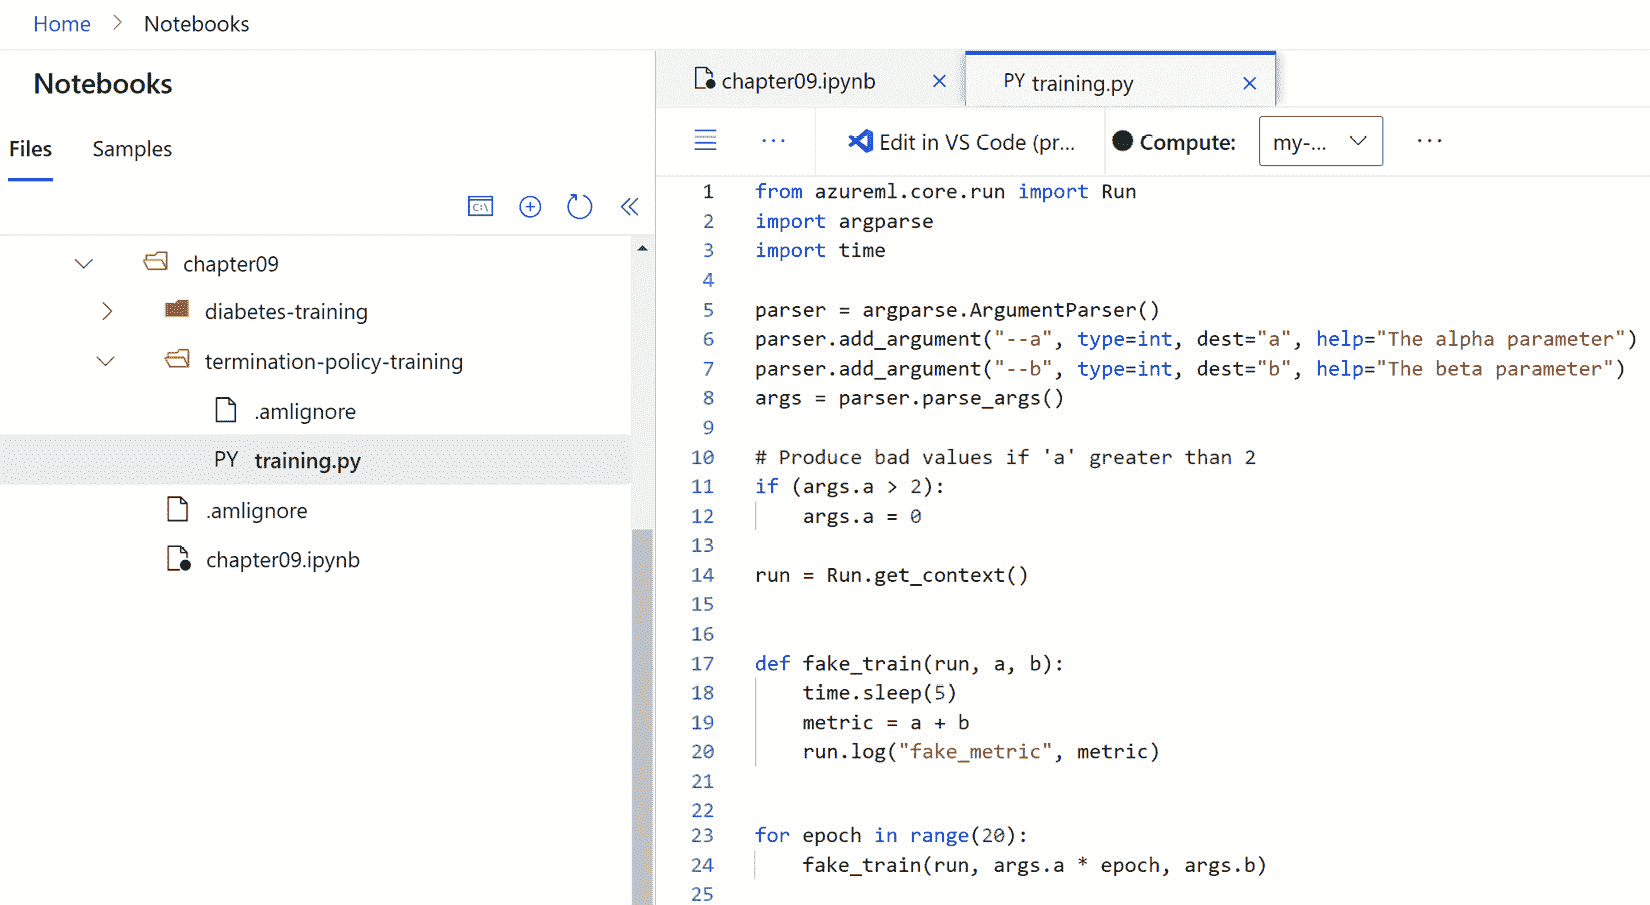 Home > Notebooks
Notebooks
Files Samples
C:\
chapter09
diabetes-training
termination-policy-training
.amlignore
PY training.py
.amlignore
chapter09.ipynb
chapter09.ipynb × PY training.py ×
... Edit in VS Code (pr... Compute: my-... ...
1 from azureml.core.run import Run
2 import argparse
3 import time
4
5 parser = argparse.ArgumentParser()
6 parser.add_argument("--a", type=int, dest="a", help="The alpha parameter")
7 parser.add_argument("--b", type=int, dest="b", help="The beta parameter")
8 args = parser.parse_args()
9
10 # Produce bad values if 'a' greater than 2
11 if (args.a > 2):
12     args.a = 0
13
14 run = Run.get_context()
15
16
17 def fake_train(run, a, b):
18     time.sleep(5)
19     metric = a + b
20     run.log("fake_metric", metric)
21
22
23 for epoch in range(20):
24     fake_train(run, args.a * epoch, args.b)
25